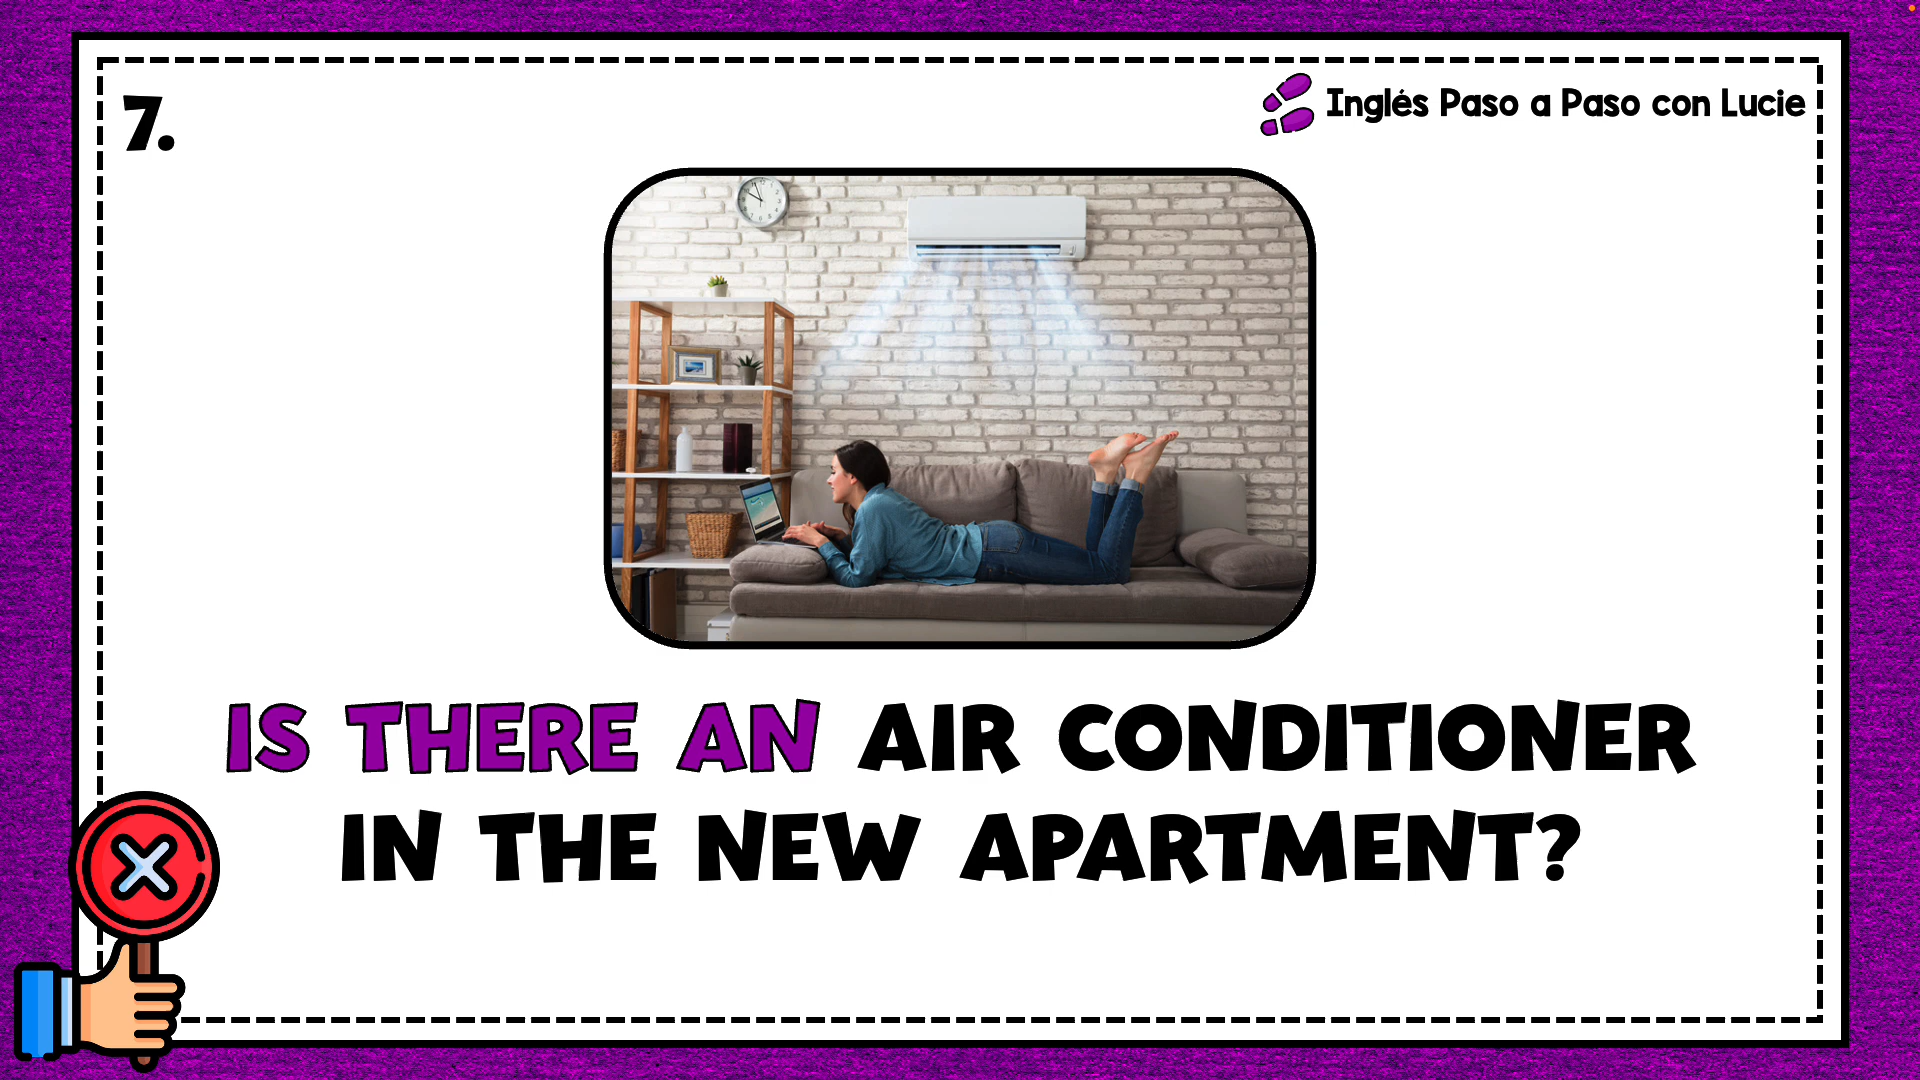 7.
Inglés Paso a Paso con Lucie
IS THERE AN AIR CONDITIONER
IN THE NEW APARTMENT?